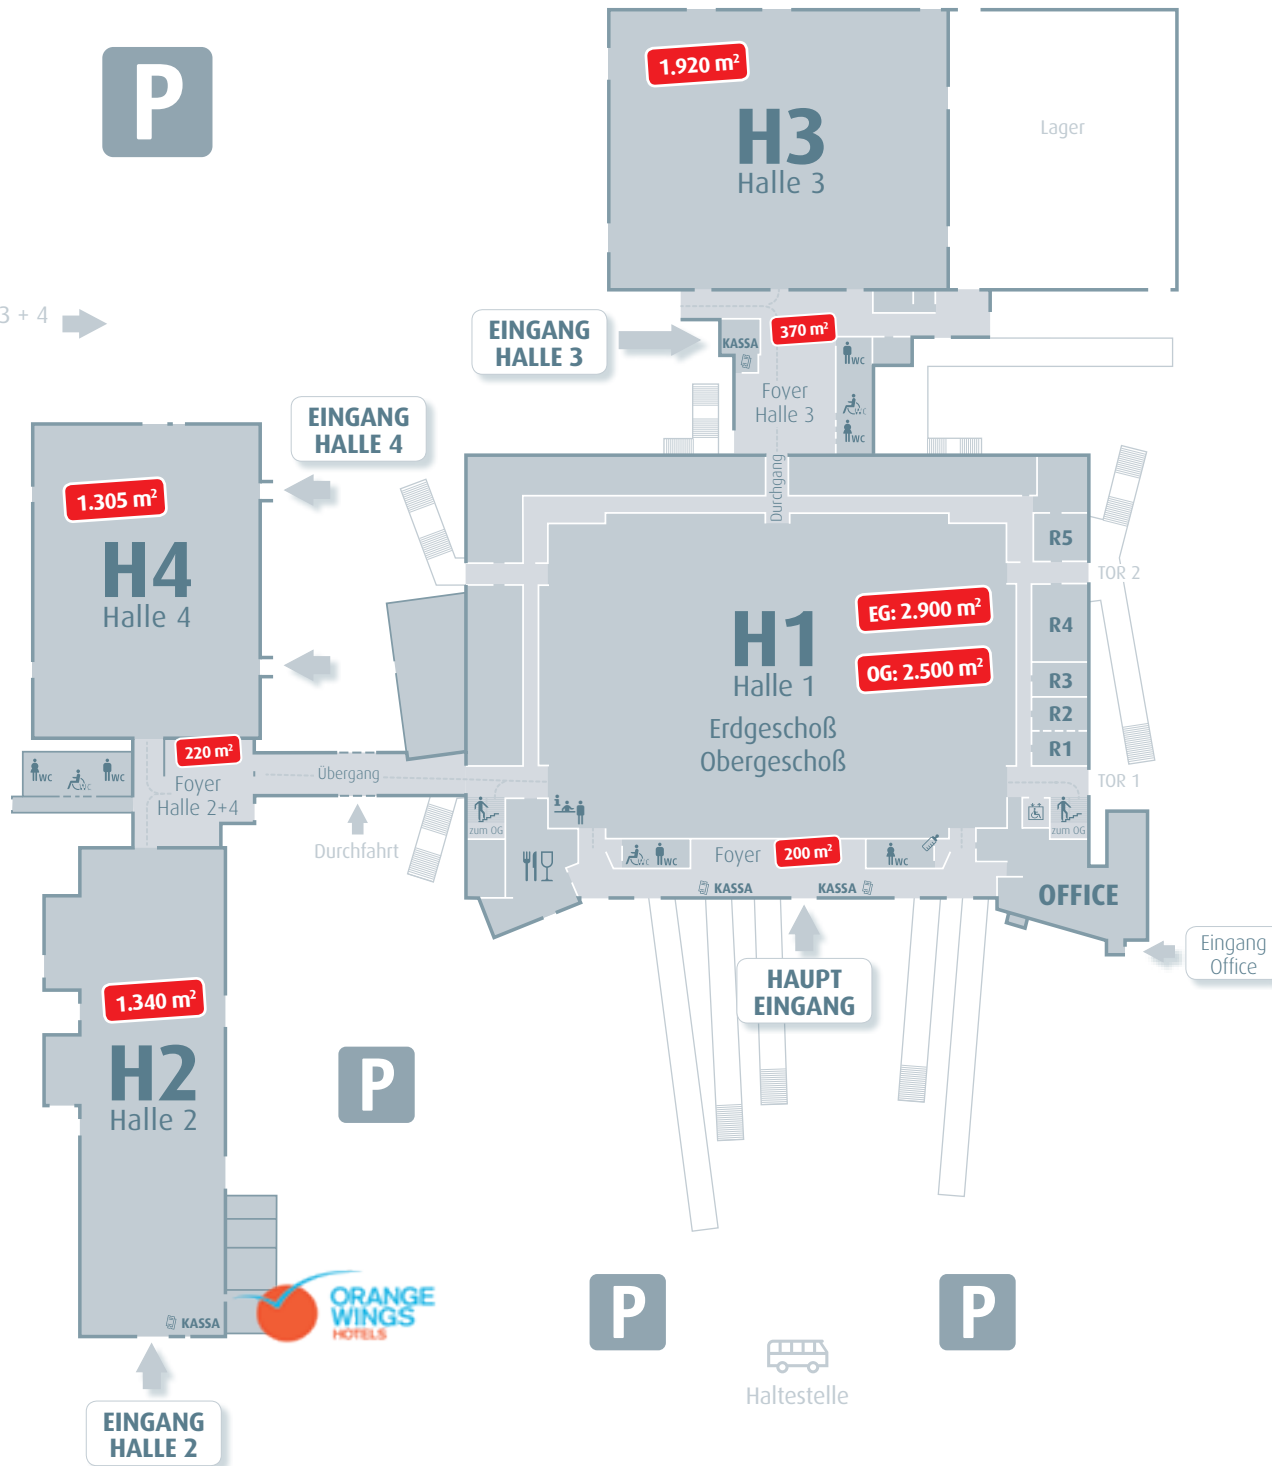 P
1.920 m²
H3
Halle 3
Lager
3 + 4
EINGANG
HALLE 3
KASSA
370 m²
WC
Foyer
Halle 3
WC
WC
EINGANG
HALLE 4
1.305 m²
H4
Halle 4
Durchgang
R5
TOR 2
EG: 2.900 m²
H1
Halle 1
R4
OG: 2.500 m²
R3
Erdgeschoß
Obergeschoß
R2
R1
TOR 1
220 m²
WC
WC
WC
Foyer
Halle 2+4
Übergang
Durchfahrt
zum OG
i
zum OG
WC
WC
Foyer
200 m²
WC
KASSA
KASSA
OFFICE
Eingang
Office
HAUPT
EINGANG
1.340 m²
H2
Halle 2
P
KASSA
ORANGE
WINGS
HOTELS
P
P
Haltestelle
EINGANG
HALLE 2